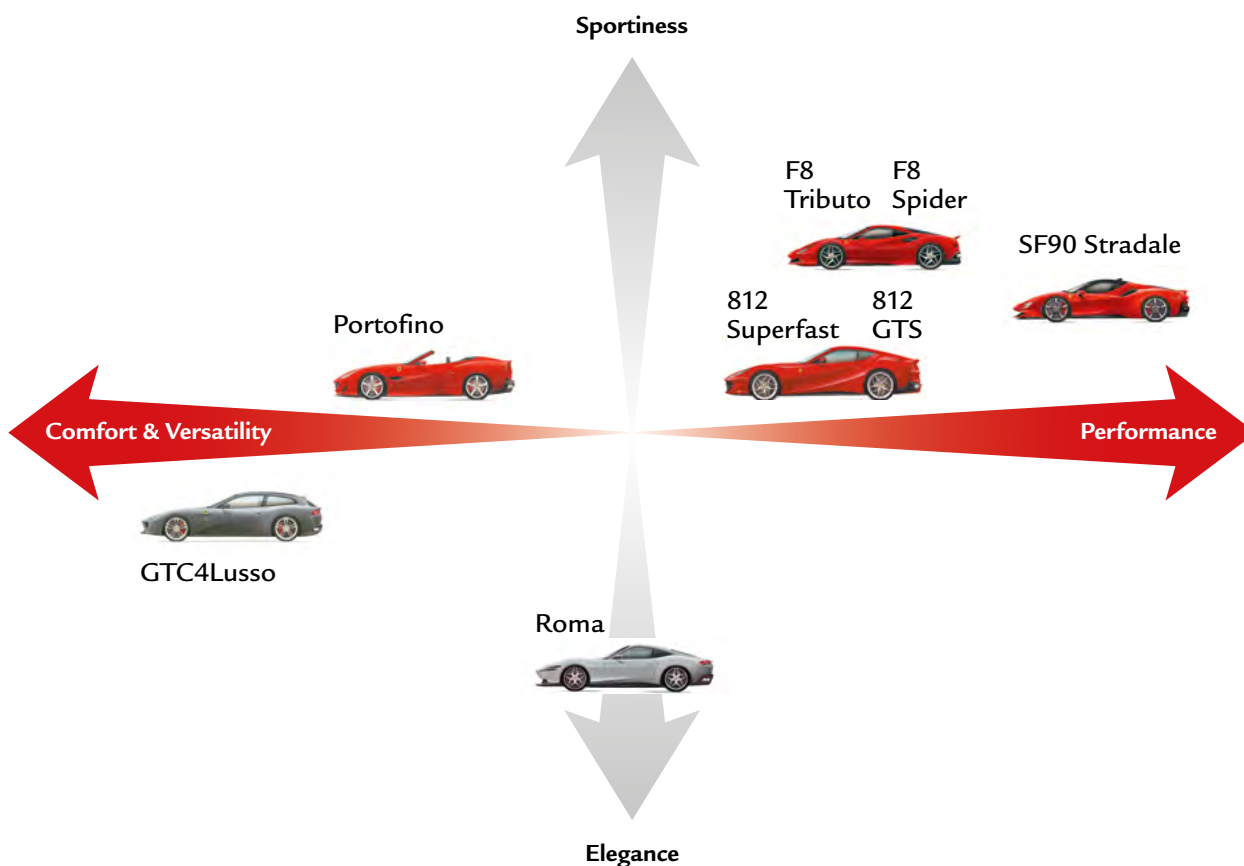 Sportiness
F8
Tributo
F8
Spider
SF90 Stradale
812
Superfast
812
GTS
Portofino
Comfort & Versatility
Performance
GTC4Lusso
Roma
Elegance